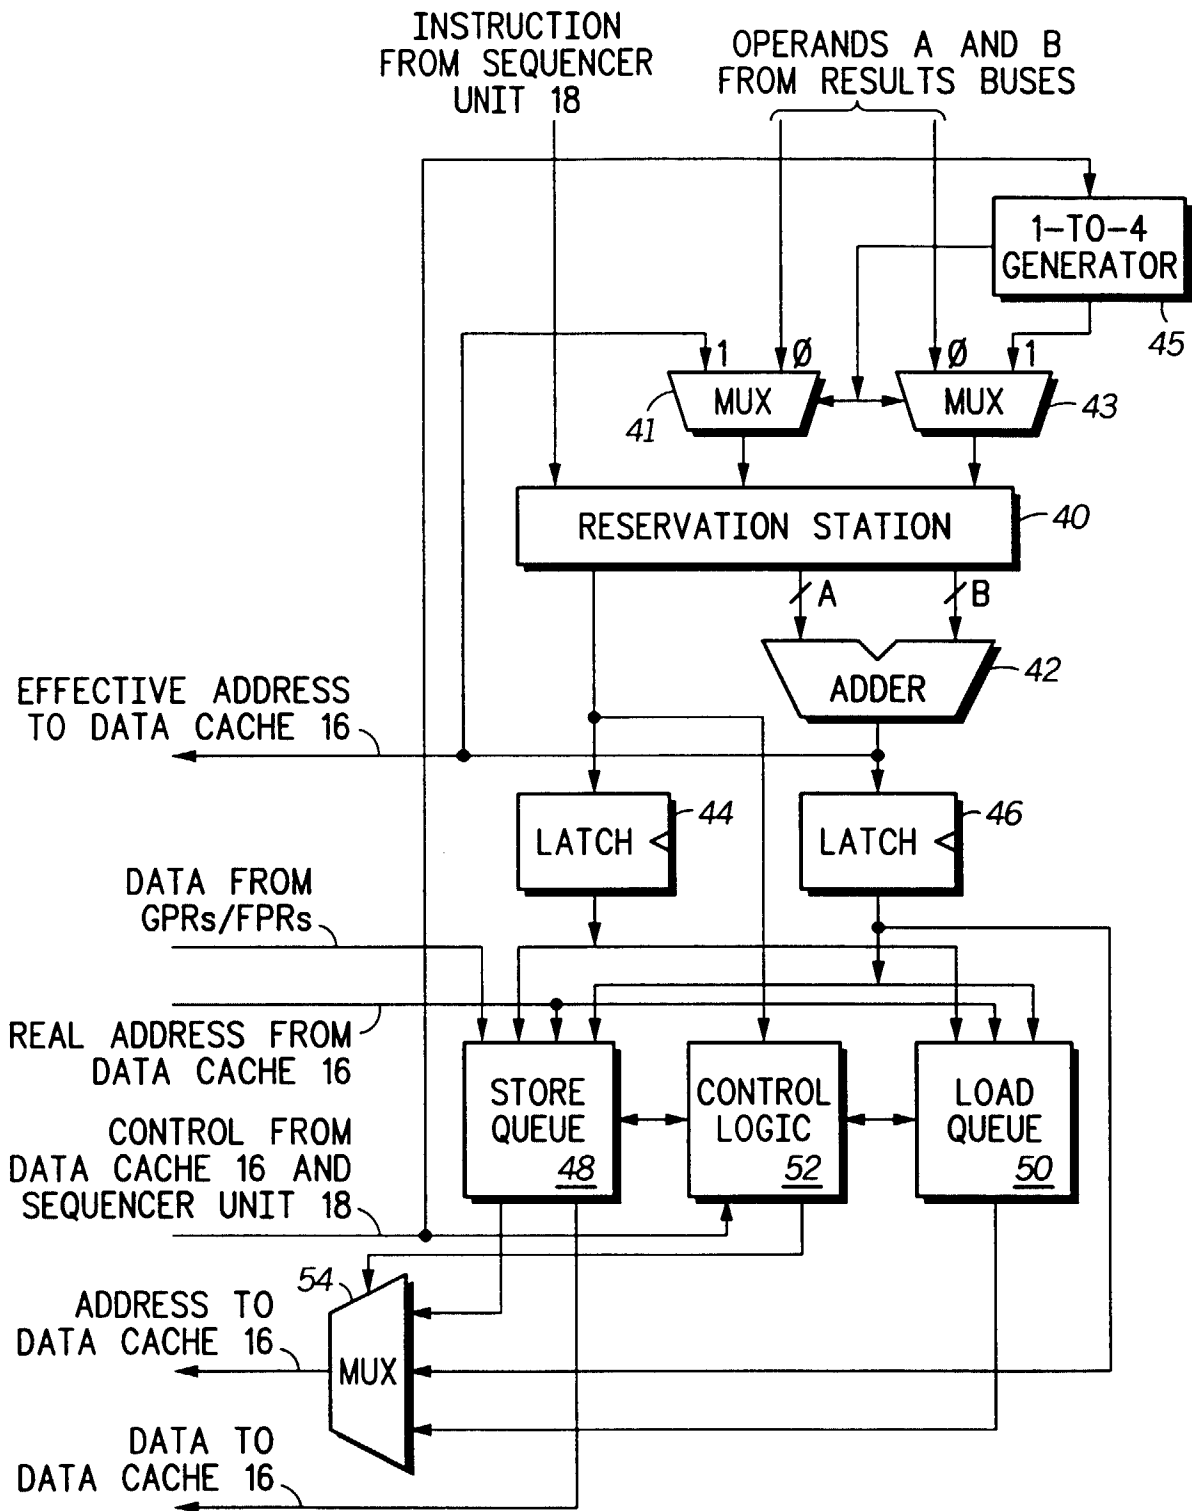 INSTRUCTION
FROM SEQUENCER
UNIT 18
OPERANDS A AND B
FROM RESULTS BUSES
1-TO-4
GENERATOR
45
1
Ø
Ø
1
MUX
41
MUX
43
RESERVATION STATION
40
A
B
ADDER
42
EFFECTIVE ADDRESS
TO DATA CACHE 16
LATCH
44
LATCH
46
DATA FROM
GPRs/FPRs
REAL ADDRESS FROM
DATA CACHE 16
STORE
QUEUE
48
CONTROL
LOGIC
52
LOAD
QUEUE
50
CONTROL FROM
DATA CACHE 16 AND
SEQUENCER UNIT 18
54
MUX
ADDRESS TO
DATA CACHE 16
DATA TO
DATA CACHE 16